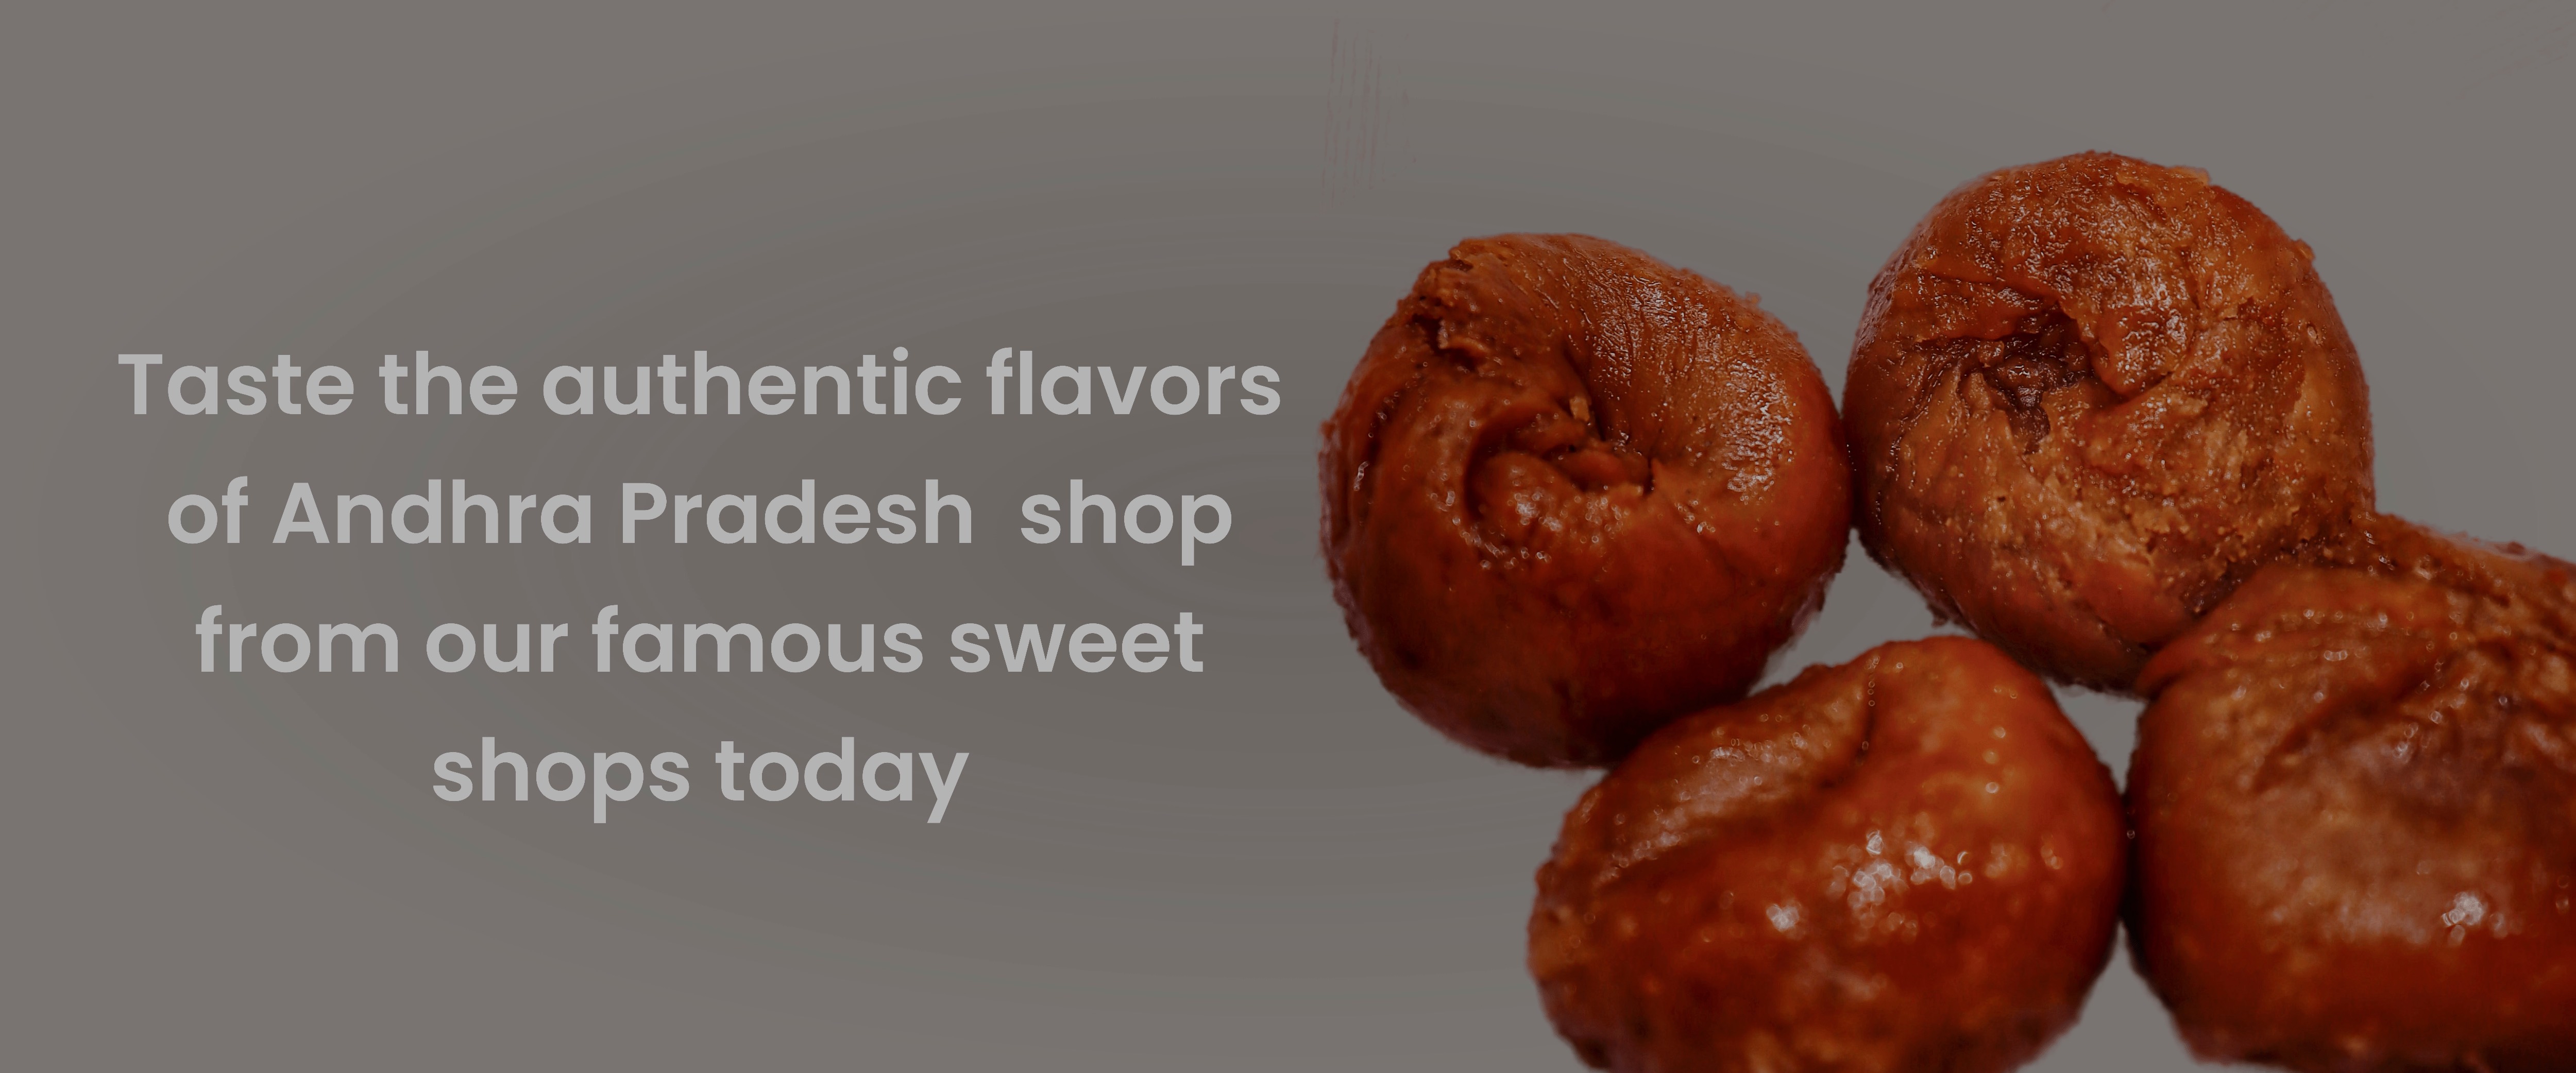 Taste the authentic flavors
of Andhra Pradesh  shop
from our famous sweet
shops today